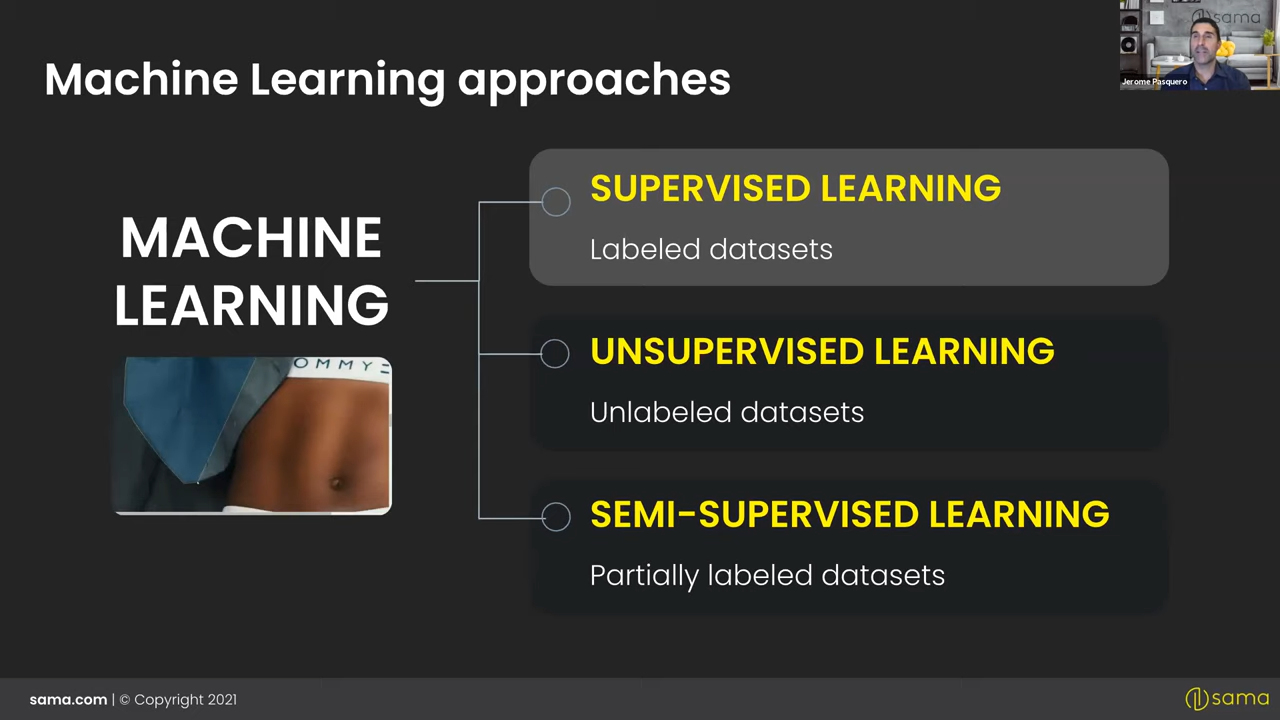 Machine Learning approaches
sama
Jerome Pasquero
MACHINE
LEARNING
OMMY
SUPERVISED LEARNING
Labeled datasets
UNSUPERVISED LEARNING
Unlabeled datasets
SEMI-SUPERVISED LEARNING
Partially labeled datasets
sama.com | © Copyright 2021
sama